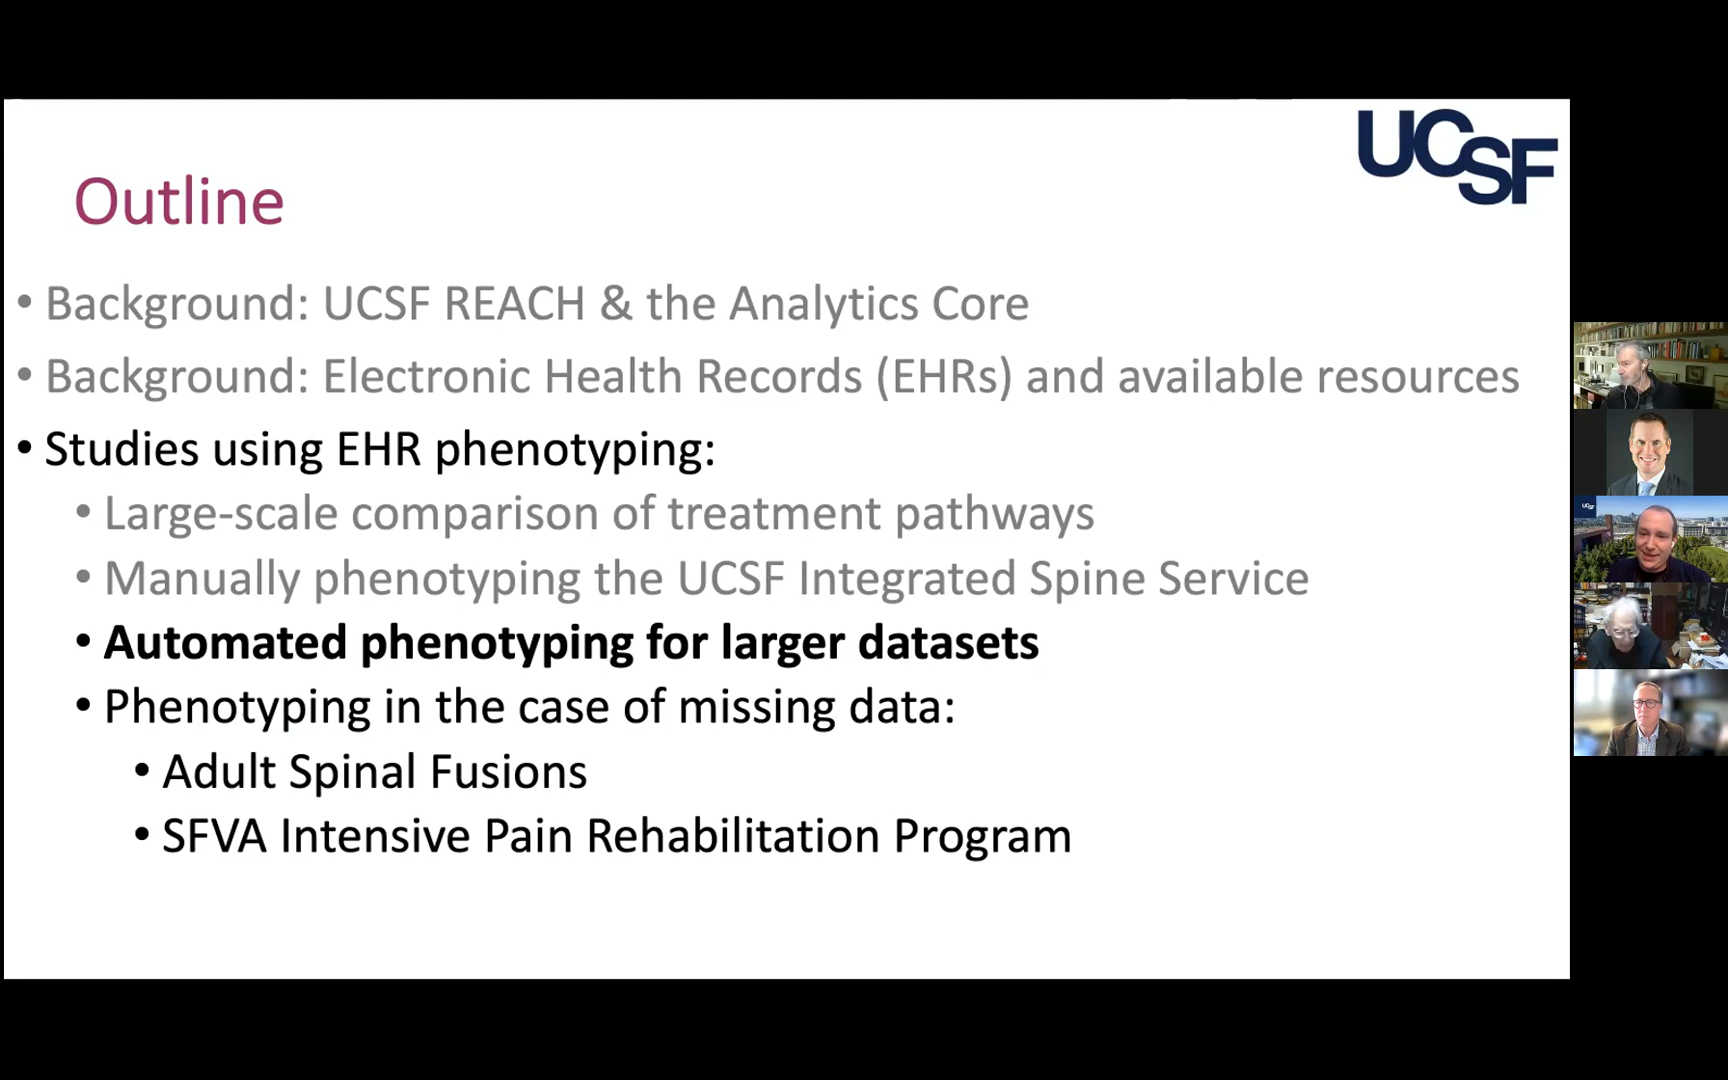 UCSF
Outline
• Background: UCSF REACH & the Analytics Core
• Background: Electronic Health Records (EHRs) and available resources
• Studies using EHR phenotyping:
• Large-scale comparison of treatment pathways
• Manually phenotyping the UCSF Integrated Spine Service
• Automated phenotyping for larger datasets
• Phenotyping in the case of missing data:
• Adult Spinal Fusions
• SFVA Intensive Pain Rehabilitation Program
UCSF